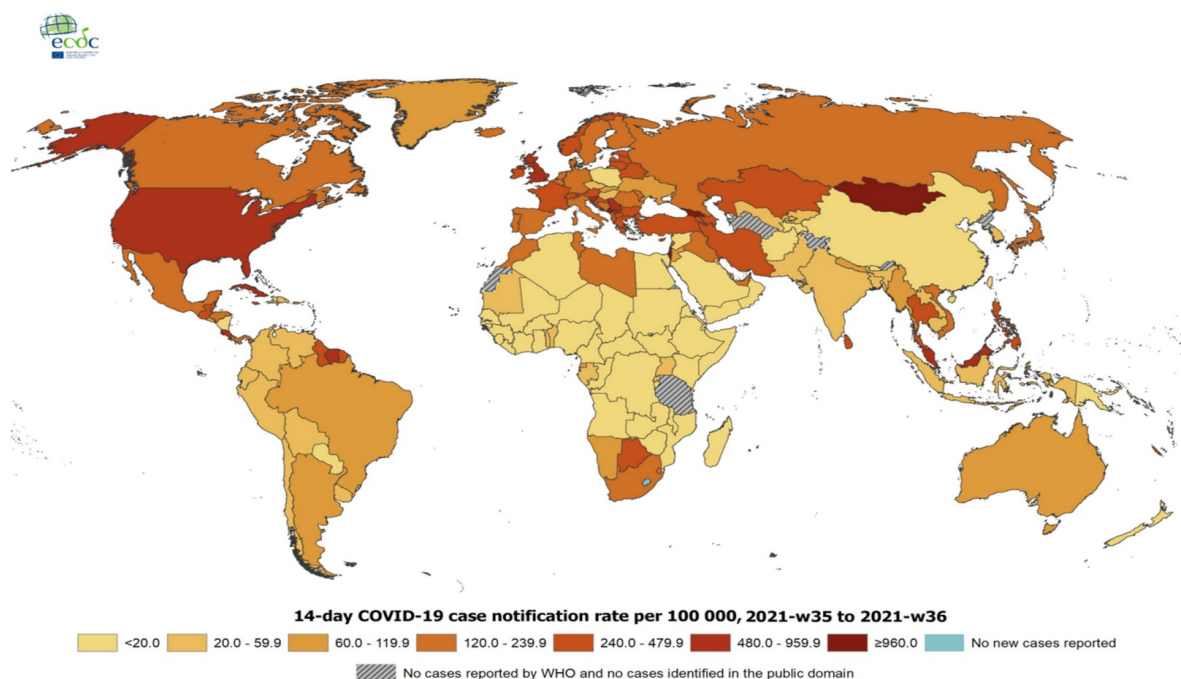 ecdc
14-day COVID-19 case notification rate per 100 000, 2021-w35 to 2021-w36
<20.0 20.0 - 59.9 60.0 - 119.9 120.0 - 239.9 240.0 - 479.9 480.0 - 959.9 ≥960.0 No new cases reported
No cases reported by WHO and no cases identified in the public domain